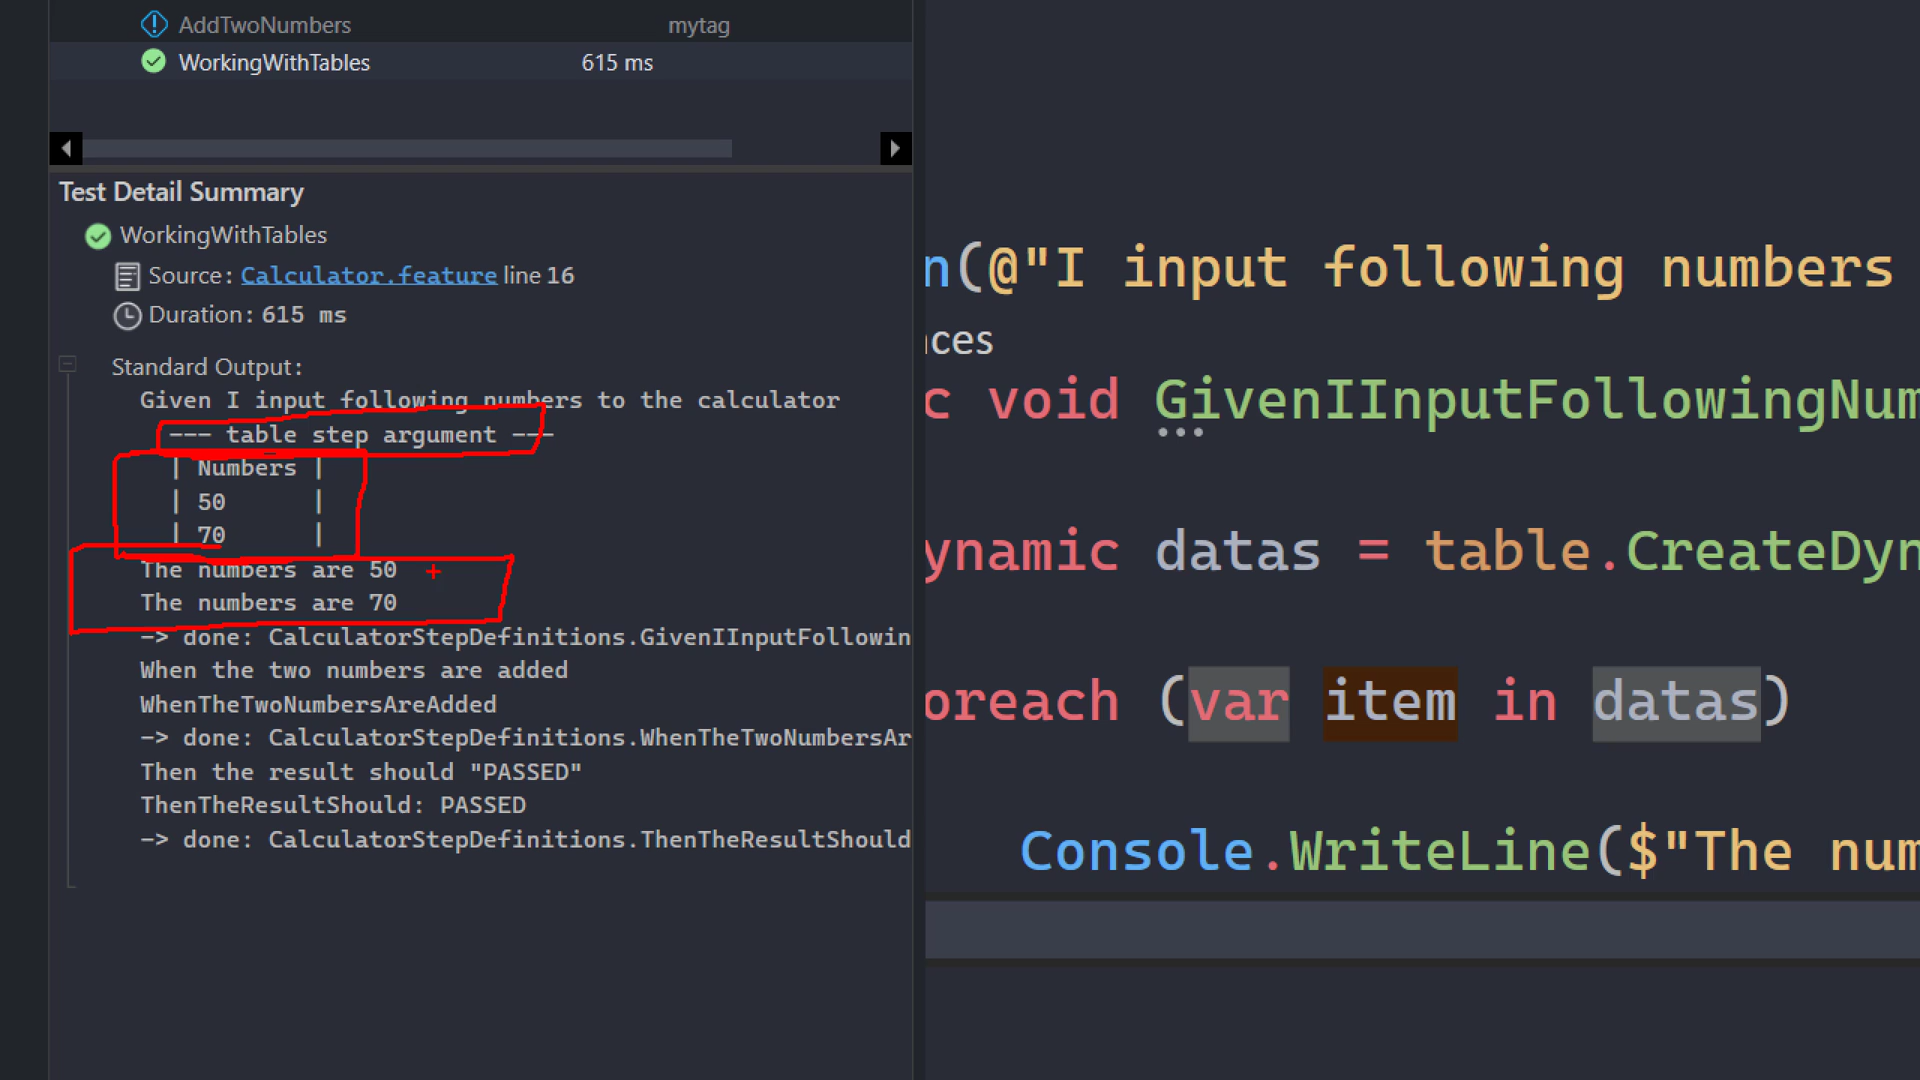 AddTwoNumbers mytag
WorkingWithTables 615 ms
Test Detail Summary
WorkingWithTables
Source: Calculator.feature line 16
Duration: 615 ms
Standard Output:
Given I input following numbers to the calculator
--- table step argument ---
| Numbers |
| 50 |
| 70 |
The numbers are 50
The numbers are 70
-> done: CalculatorStepDefinitions.GivenIInputFollowin
When the two numbers are added
WhenTheTwoNumbersAreAdded
-> done: CalculatorStepDefinitions.WhenTheTwoNumbersAr
Then the result should "PASSED"
ThenTheResultShould: PASSED
-> done: CalculatorStepDefinitions.ThenTheResultShould
n(@"I input following numbers
ces
c void GivenIInputFollowingNum
ynamic datas = table.CreateDyn
oreach (var item in datas)
Console.WriteLine($"The num